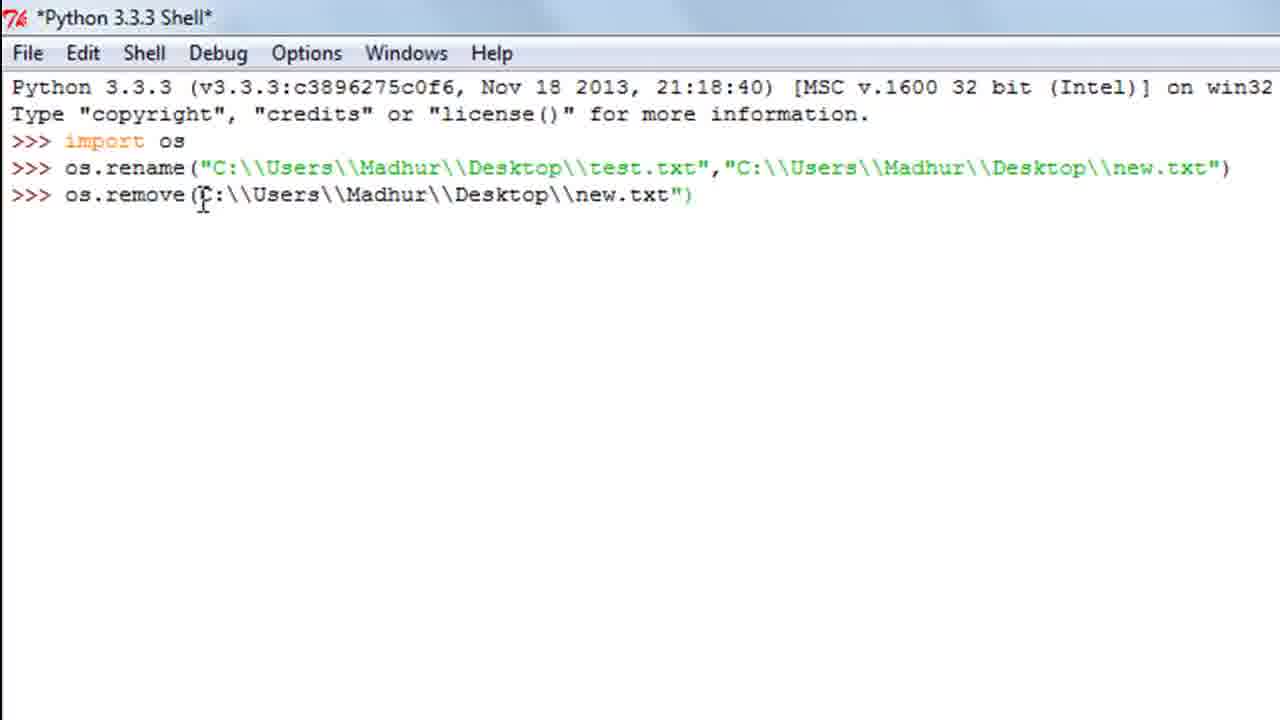 *Python 3.3.3 Shell*
File Edit Shell Debug Options Windows Help
Python 3.3.3 (v3.3.3:c3896275c0f6, Nov 18 2013, 21:18:40) [MSC v.1600 32 bit (Intel)] on win32
Type "copyright", "credits" or "license()" for more information.
>>> import os
>>> os.rename("C:\\Users\\Madhur\\Desktop\\test.txt","C:\\Users\\Madhur\\Desktop\\new.txt")
>>> os.remove(C:\\Users\\Madhur\\Desktop\\new.txt")